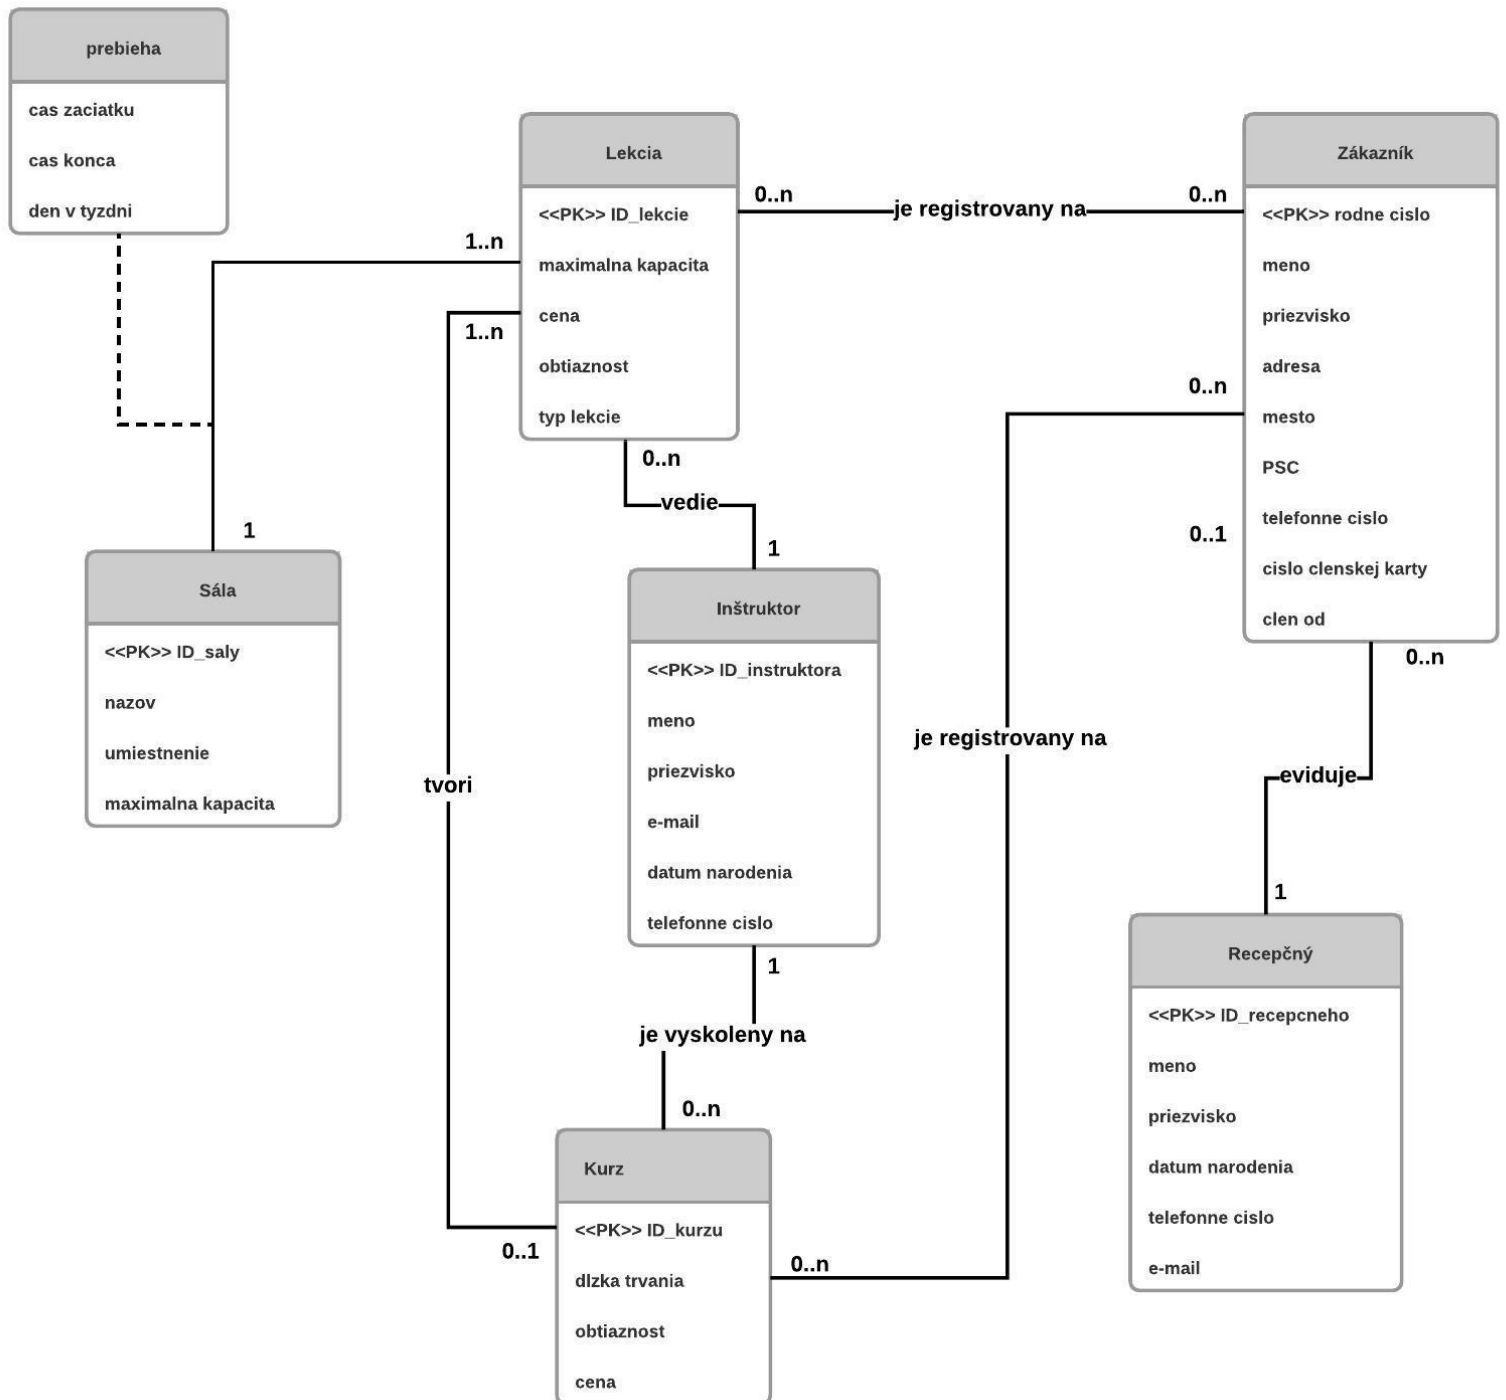 prebieha
cas zaciatku
cas konca
den v tyzdni
Lekcia
<<PK>> ID_lekcie
maximalna kapacita
cena
obtiaznost
typ lekcie
0..n
je registrovany na
0..n
Zákazník
<<PK>> rodne cislo
meno
priezvisko
adresa
mesto
PSC
telefonne cislo
cislo clenskej karty
clen od
1..n
1..n
0..n
0..1
0..n
vedie
1
1
Sála
<<PK>> ID_saly
nazov
umiestnenie
maximalna kapacita
Inštruktor
<<PK>> ID_instruktora
meno
priezvisko
e-mail
datum narodenia
telefonne cislo
tvori
je registrovany na
0..n
eviduje
1
Recepčný
<<PK>> ID_recepcneho
meno
priezvisko
datum narodenia
telefonne cislo
e-mail
1
je vyskoleny na
0..n
Kurz
<<PK>> ID_kurzu
dlzka trvania
obtiaznost
cena
0..1
0..n